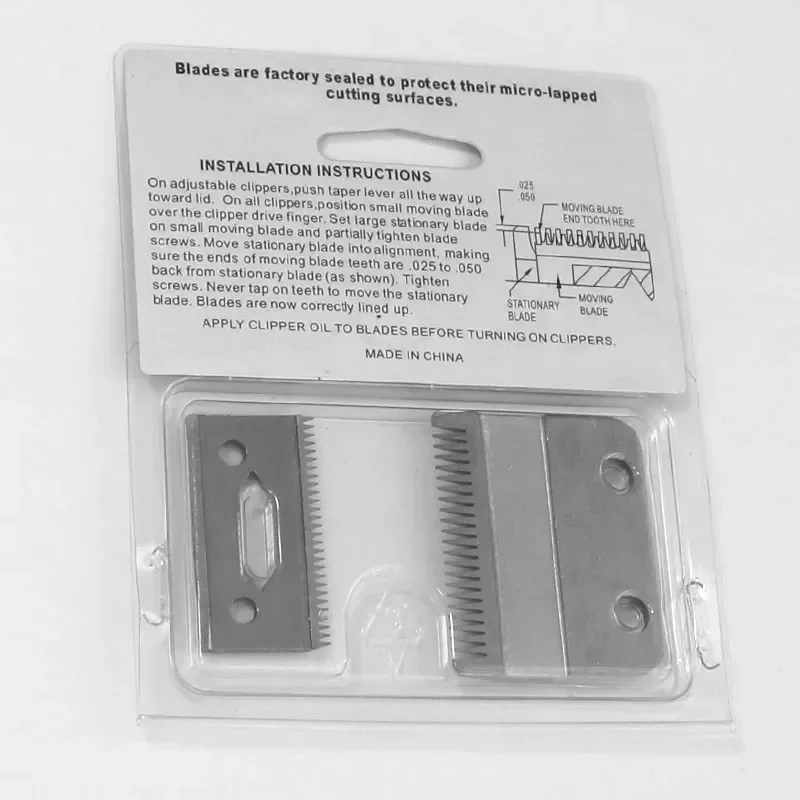 Blades are factory sealed to protect their micro-lapped
cutting surfaces.
INSTALLATION INSTRUCTIONS
On adjustable clippers,push taper lever all the way up
toward lid. On all clippers,position small moving blade
over the clipper drive finger. Set large stationary blade
on small moving blade and partially tighten blade
screws. Move stationary blade into alignment, making
sure the ends of moving blade teeth are .025 to .050
back from stationary blade (as shown). Tighten
screws. Never tap on teeth to move the stationary
blade. Blades are now correctly lined up.
.025
.050
MOVING BLADE
END TOOTH HERE
STATIONARY
BLADE
MOVING
BLADE
APPLY CLIPPER OIL TO BLADES BEFORE TURNING ON CLIPPERS.
MADE IN CHINA